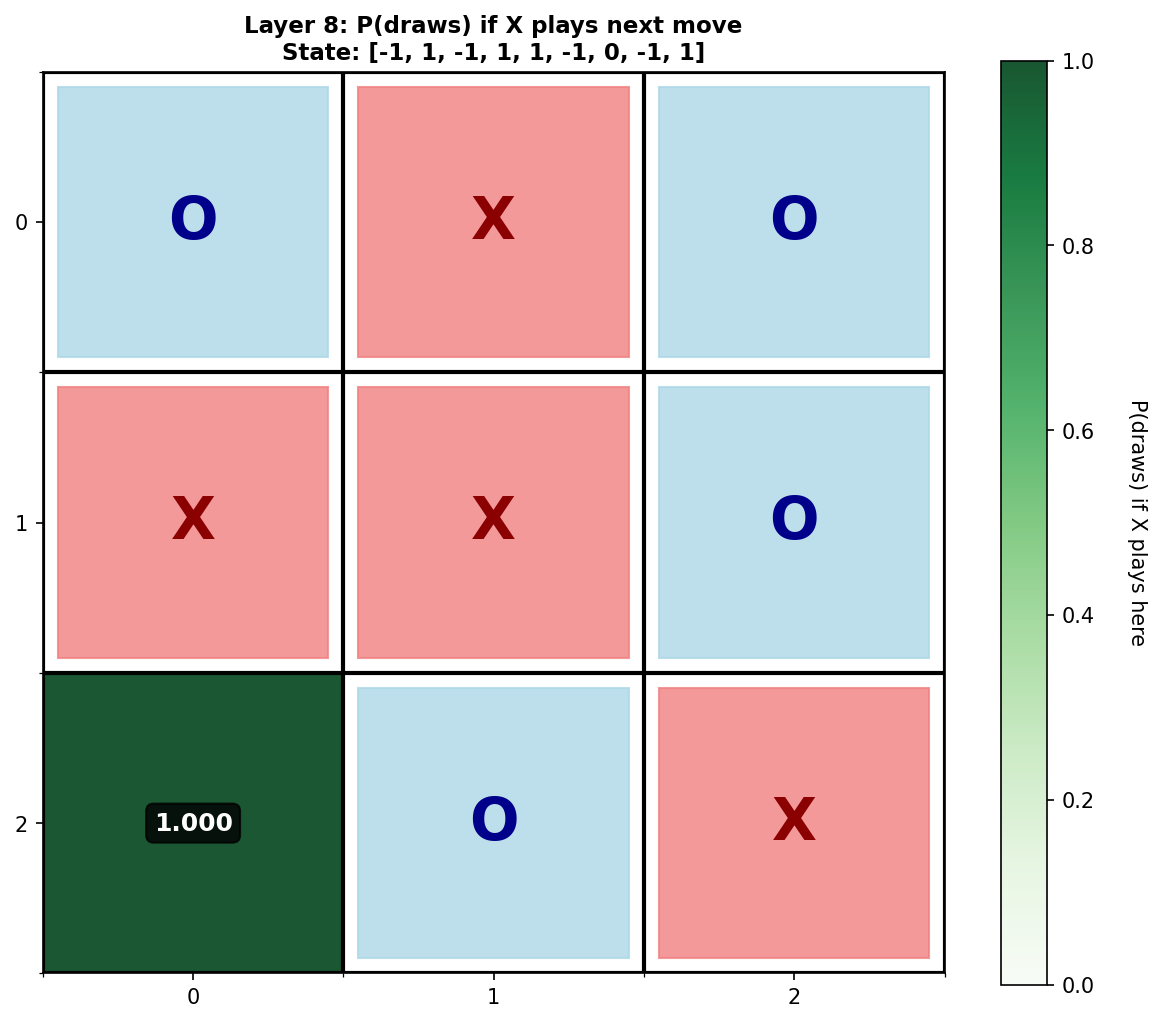 Layer 8: P(draws) if X plays next move
State: [-1, 1, -1, 1, 1, -1, 0, -1, 1]
O X O
X X O
1.000 O X
0
1
2
0 1 2
1.0
0.8
0.6
0.4
0.2
0.0
P(draws) if X plays here